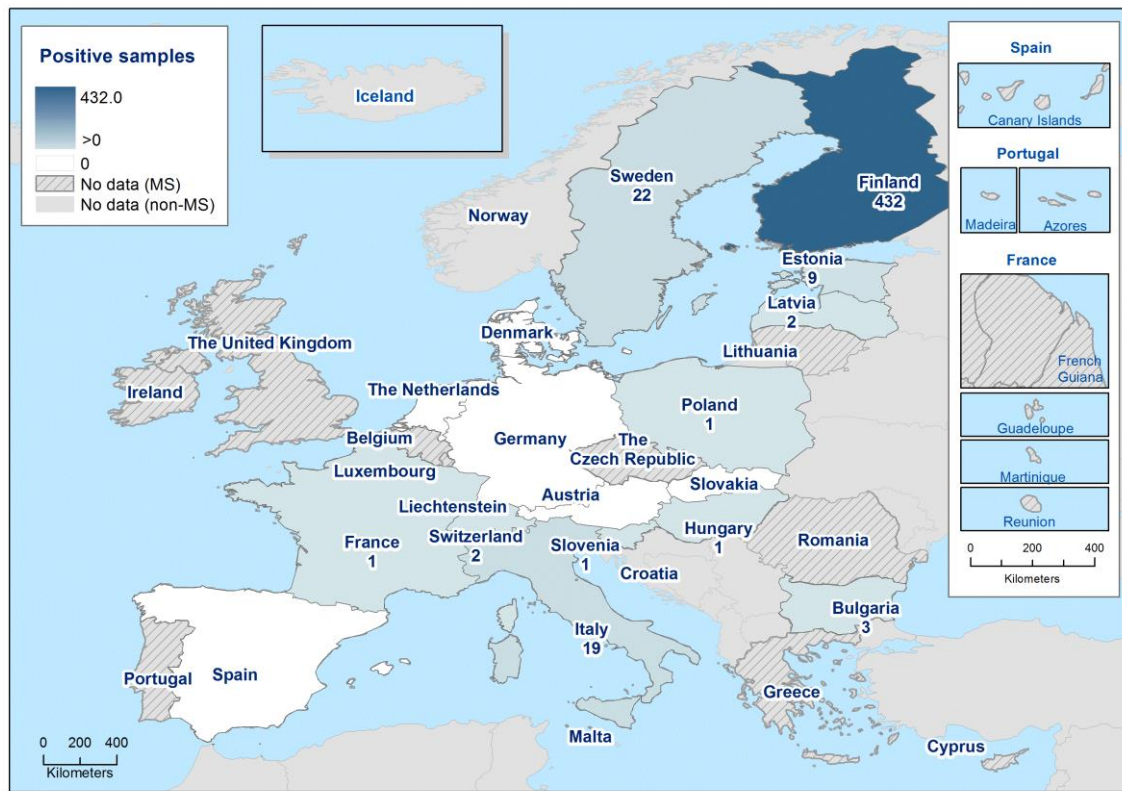 Positive samples
432.0
>0
0
No data (MS)
No data (non-MS)
Iceland
Norway
Sweden
22
Finland
432
Estonia
9
Latvia
2
Lithuania
Denmark
The United Kingdom
Ireland
The Netherlands
Belgium
Luxembourg
Germany
Poland
1
The
Czech Republic
Slovakia
Austria
Liechtenstein
Switzerland
2
France
1
Slovenia
1
Hungary
1
Romania
Croatia
Bulgaria
3
Italy
19
Portugal
Spain
Greece
Malta
Cyprus
0 200 400
Kilometers
Spain
Canary Islands
Portugal
Madeira
Azores
France
French
Guiana
Guadeloupe
Martinique
Reunion
0 200 400
Kilometers